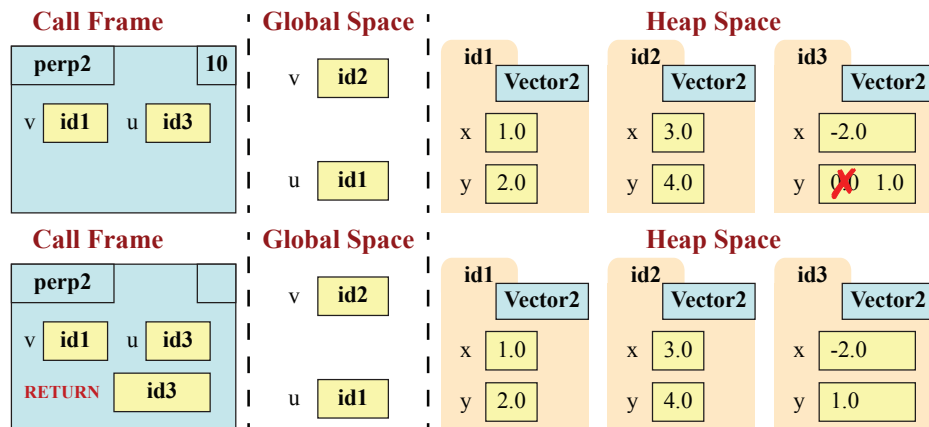 Call Frame Global Space Heap Space
perp2 10
v id1 u id3
v id2
u id1
id1
Vector2
x 1.0
y 2.0
id2
Vector2
x 3.0
y 4.0
id3
Vector2
x -2.0
y 0.0 1.0
Call Frame Global Space Heap Space
perp2
v id1 u id3
RETURN id3
v id2
u id1
id1
Vector2
x 1.0
y 2.0
id2
Vector2
x 3.0
y 4.0
id3
Vector2
x -2.0
y 1.0